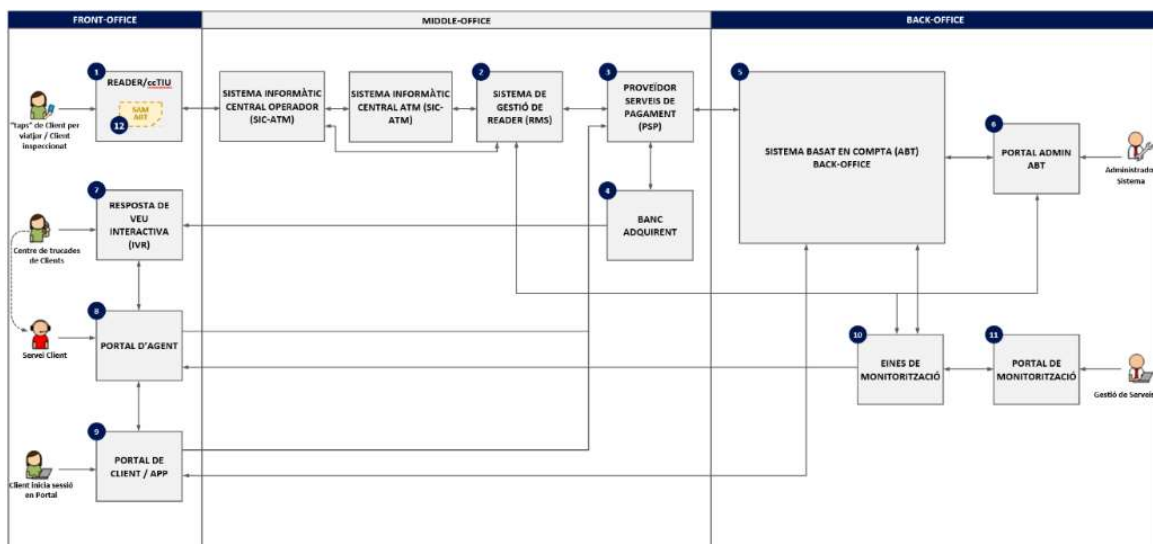 FRONT-OFFICE
MIDDLE-OFFICE
BACK-OFFICE
1
READER/ccTIU
SAM
ABT
12
"taps" de Client per
viatjar / Client
inspeccionat
SISTEMA INFORMÀTIC
CENTRAL OPERADOR
(SIC-ATM)
SISTEMA INFORMÀTIC
CENTRAL ATM (SIC-
ATM)
2
SISTEMA DE
GESTIÓ DE
READER (RMS)
3
PROVEÏDOR
SERVEIS DE
PAGAMENT
(PSP)
5
SISTEMA BASAT EN COMPTA (ABT)
BACK-OFFICE
6
PORTAL ADMIN
ABT
Administrado
Sistema
7
RESPOSTA DE
VEU
INTERACTIVA
(IVR)
Centre de trucades
de Clients
4
BANC
ADQUIRENT
8
PORTAL D'AGENT
Servei Client
10
EINES DE
MONITORITZACIÓ
11
PORTAL DE
MONITORITZACIÓ
Gestió de Serveis
9
PORTAL DE
CLIENT / APP
Client inicia sessió
en Portal